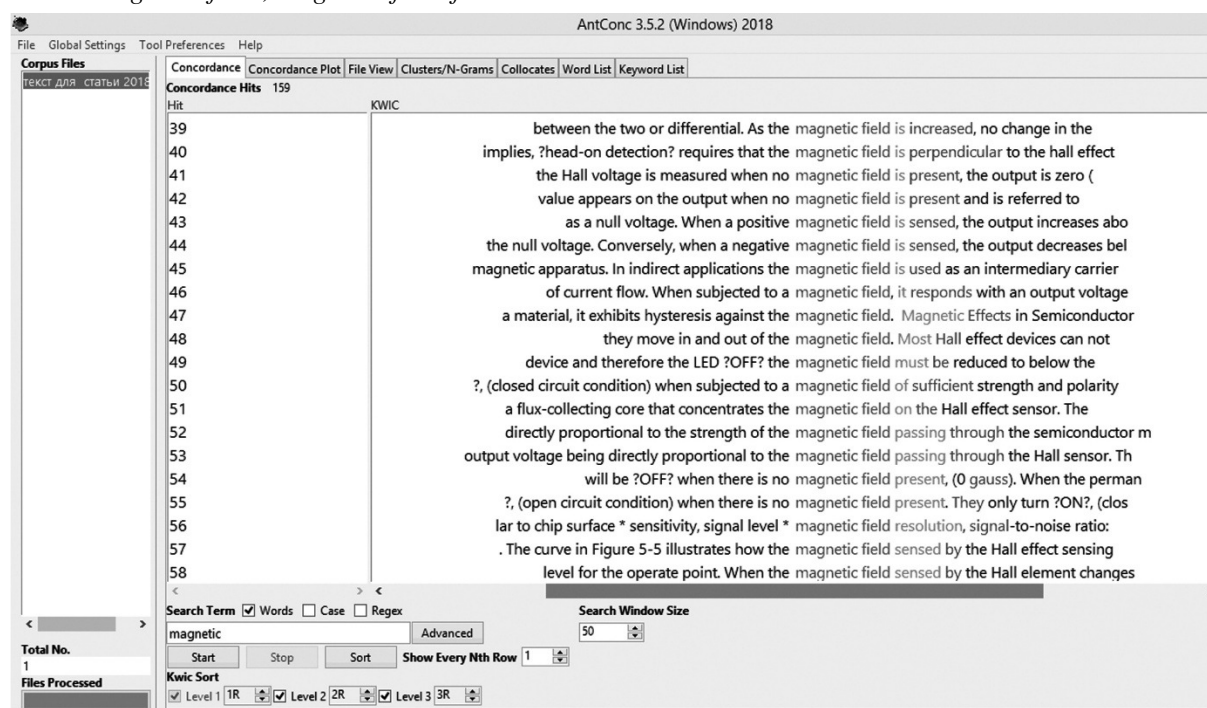 AntConc 3.5.2 (Windows) 2018
File Global Settings Tool Preferences Help
Corpus Files
текст для статьи 2018
Concordance Concordance Plot File View Clusters/N-Grams Collocates Word List Keyword List
Concordance Hits 159
Hit KWIC
39 between the two or differential. As the magnetic field is increased, no change in the
40 implies, ?head-on detection? requires that the magnetic field is perpendicular to the hall effect
41 the Hall voltage is measured when no magnetic field is present, the output is zero (
42 value appears on the output when no magnetic field is present and is referred to
43 as a null voltage. When a positive magnetic field is sensed, the output increases abo
44 the null voltage. Conversely, when a negative magnetic field is sensed, the output decreases bel
45 magnetic apparatus. In indirect applications the magnetic field is used as an intermediary carrier
46 of current flow. When subjected to a magnetic field, it responds with an output voltage
47 a material, it exhibits hysteresis against the magnetic field. Magnetic Effects in Semiconductor
48 they move in and out of the magnetic field. Most Hall effect devices can not
49 device and therefore the LED ?OFF? the magnetic field must be reduced to below the
50 ?, (closed circuit condition) when subjected to a magnetic field of sufficient strength and polarity
51 a flux-collecting core that concentrates the magnetic field on the Hall effect sensor. The
52 directly proportional to the strength of the magnetic field passing through the semiconductor m
53 output voltage being directly proportional to the magnetic field passing through the Hall sensor. Th
54 will be ?OFF? when there is no magnetic field present, (0 gauss). When the perman
55 ?, (open circuit condition) when there is no magnetic field present. They only turn ?ON?, (clos
56 lar to chip surface * sensitivity, signal level * magnetic field resolution, signal-to-noise ratio:
57 . The curve in Figure 5-5 illustrates how the magnetic field sensed by the Hall effect sensing
58 level for the operate point. When the magnetic field sensed by the Hall element changes
Search Term Words Case Regex Search Window Size
magnetic Advanced 50
Total No.
1
Start Stop Sort Show Every Nth Row 1
Files Processed
Kwic Sort
Level 1 1R Level 2 2R Level 3 3R